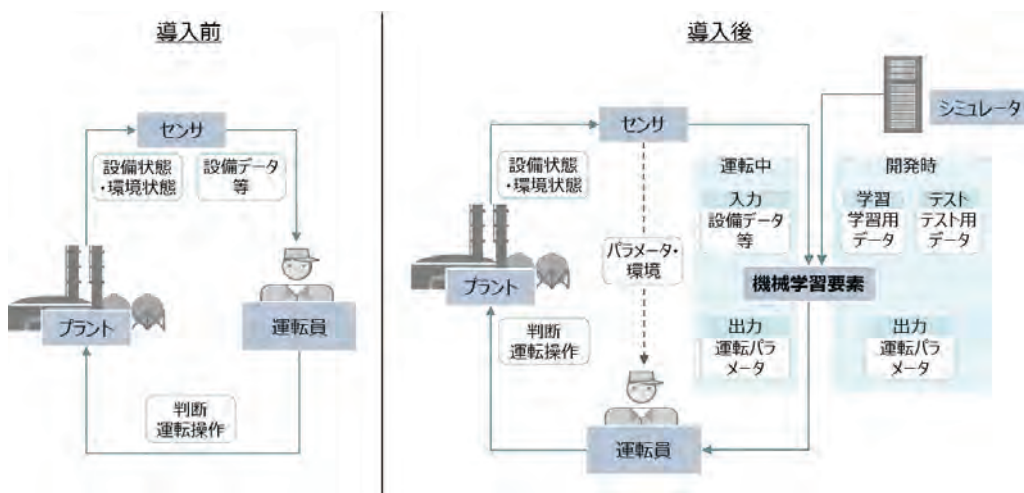 導入前
センサ
設備状態
・環境状態
設備データ
等
プラント
運転員
判断
運転操作
導入後
センサ
シミュレータ
設備状態
・環境状態
運転中
入力
設備データ
等
開発時
学習
学習用
データ
テスト
テスト用
データ
パラメータ・
環境
プラント
機械学習要素
判断
運転操作
出力
運転パラ
メータ
出力
運転パラ
メータ
運転員